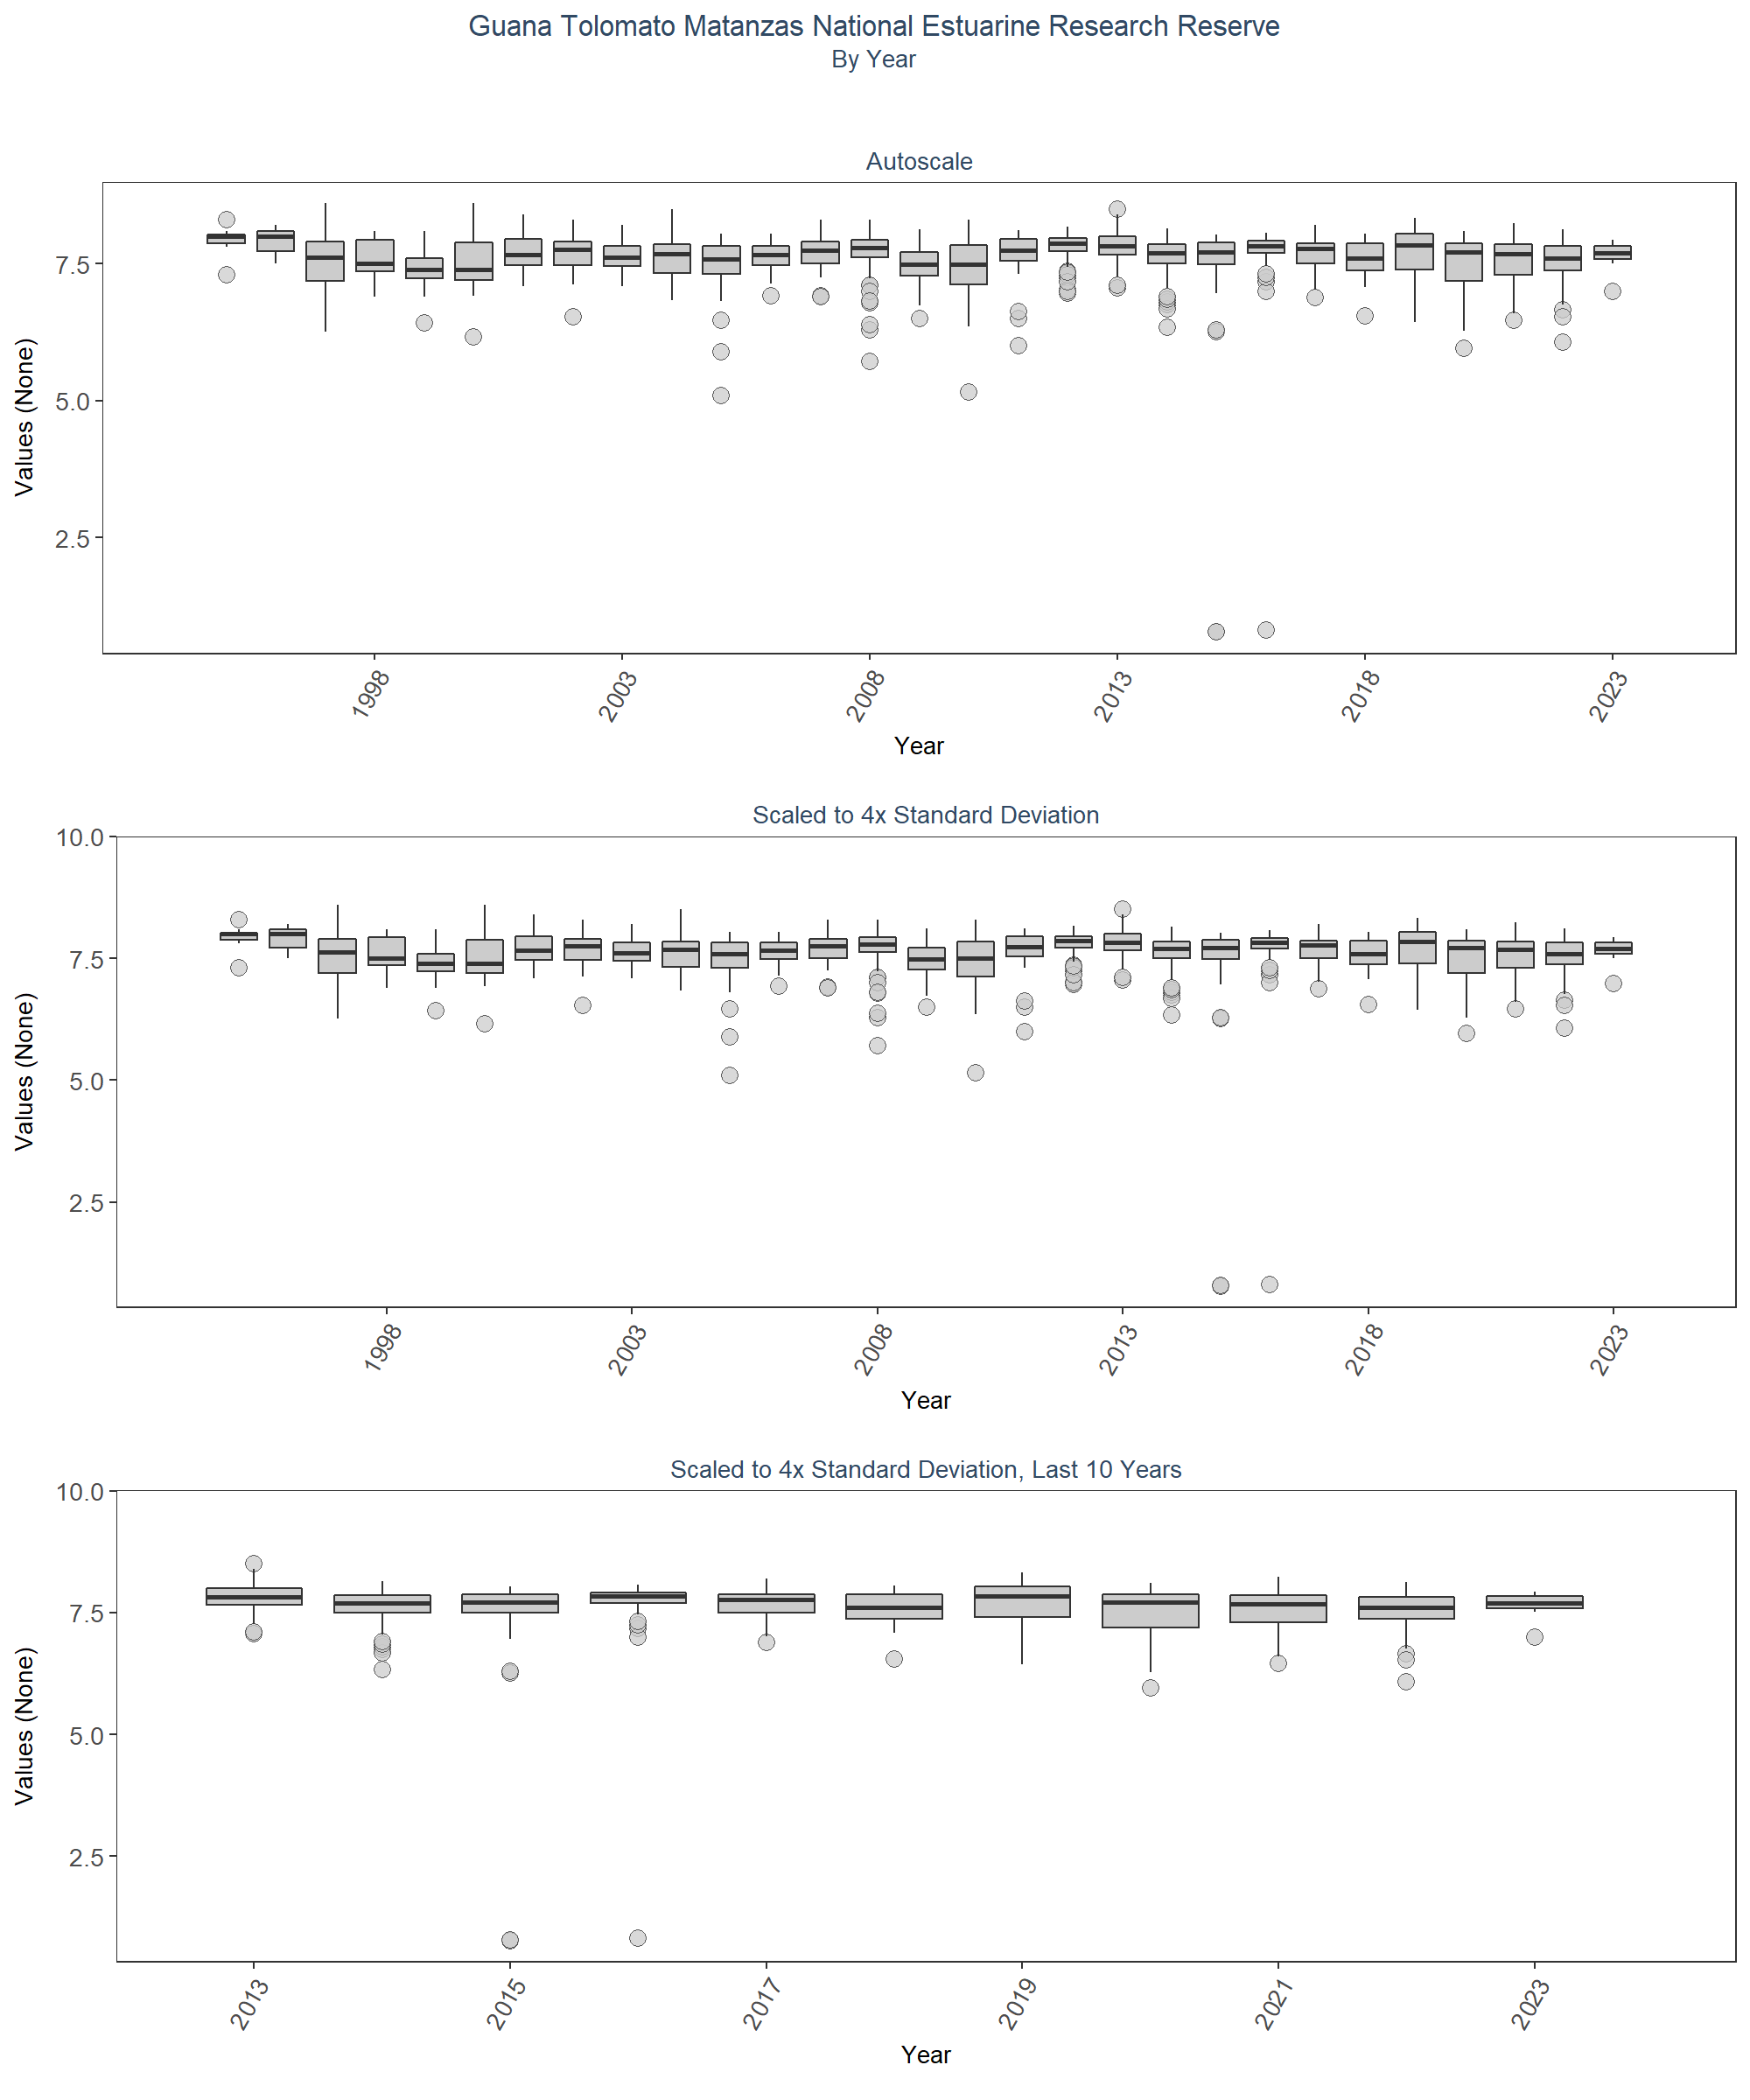 Guana Tolomato Matanzas National Estuarine Research Reserve
By Year
Autoscale
Values (None)
7.5
5.0
2.5
1998 2003 2008 2013 2018 2023
Year
Scaled to 4x Standard Deviation
Values (None)
10.0
7.5
5.0
2.5
1998 2003 2008 2013 2018 2023
Year
Scaled to 4x Standard Deviation, Last 10 Years
Values (None)
10.0
7.5
5.0
2.5
2013 2015 2017 2019 2021 2023
Year